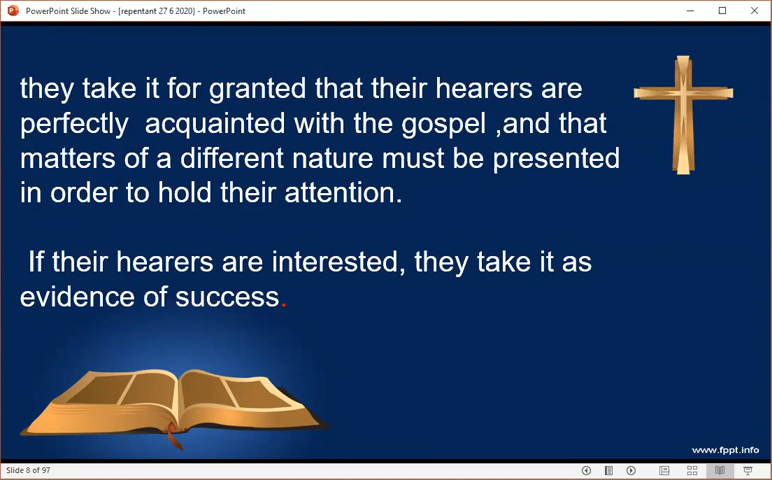 PowerPoint Slide Show - [repentant 27 6 2020] - PowerPoint
they take it for granted that their hearers are
perfectly  acquainted with the gospel ,and that
matters of a different nature must be presented
in order to hold their attention.
If their hearers are interested, they take it as
evidence of success.
www.fppt.info
Slide 8 of 97